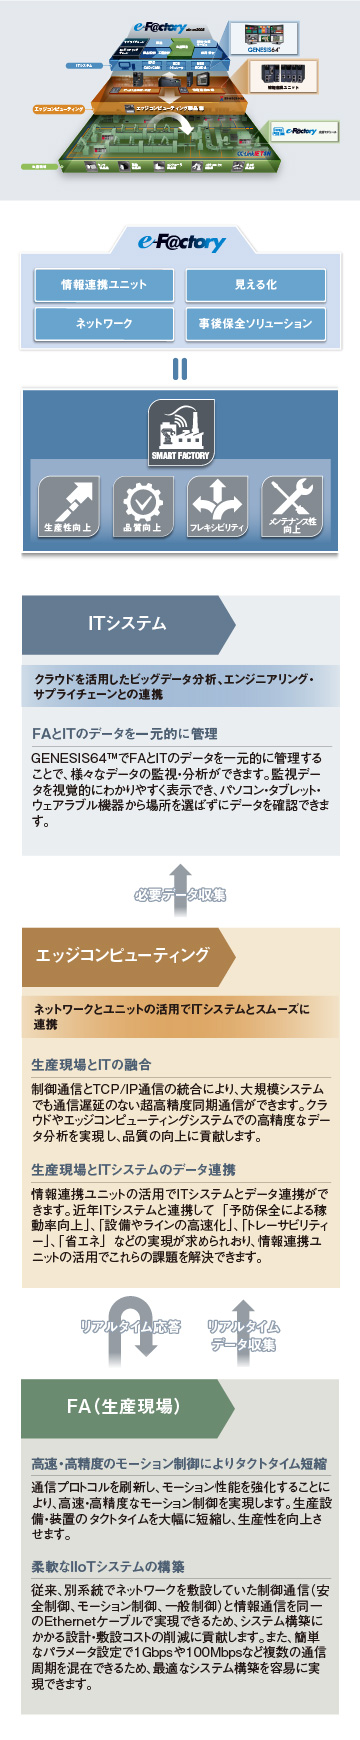 e-F@ctory
ITシステム
GENESIS64
エッジコンピューティング
e-F@ctory
e-F@ctory
情報連携ユニット
見える化
ネットワーク
事後保全ソリューション
SMART FACTORY
生産性向上
品質向上
フレキシビリティ
メンテナンス性
向上
ITシステム
クラウドを活用したビッグデータ分析、エンジニアリング・
サプライチェーンとの連携
FAとITのデータを一元的に管理
GENESIS64™でFAとITのデータを一元的に管理する
ことで、様々なデータの監視・分析ができます。監視デー
タを視覚的にわかりやすく表示でき、パソコン・タブレット・
ウェアラブル機器から場所を選ばずにデータを確認できま
す。
必要データ収集
エッジコンピューティング
ネットワークとユニットの活用でITシステムとスムーズに
連携
生産現場とITの融合
制御通信とTCP/IP通信の統合により、大規模システム
でも通信遅延のない超高精度同期通信ができます。クラ
ウドやエッジコンピューティングシステムでの高精度なデー
タ分析を実現し、品質の向上に貢献します。
生産現場とITシステムのデータ連携
情報連携ユニットの活用でITシステムとデータ連携がで
きます。近年ITシステムと連携して「予防保全による稼
動率向上」、「設備やラインの高速化」、「トレーサビリティ
ー」、「省エネ」などの実現が求められおり、情報連携ユ
ニットの活用でこれらの課題を解決できます。
リアルタイム応答
リアルタイム
データ収集
FA（生産現場）
高速・高精度のモーション制御によりタクトタイム短縮
通信プロトコルを刷新し、モーション性能を強化することに
より、高速・高精度なモーション制御を実現します。生産設
備・装置のタクトタイムを大幅に短縮し、生産性を向上さ
せます。
柔軟なIIoTシステムの構築
従来、別系統でネットワークを敷設していた制御通信（安
全制御、モーション制御、一般制御）と情報通信を同一
のEthernetケーブルで実現できるため、システム構築に
かかる設計・敷設コストの削減に貢献します。また、簡単
なパラメータ設定で1Gbpsや100Mbpsなど複数の通信
周期を混在できるため、最適なシステム構築を容易に実
現できます。